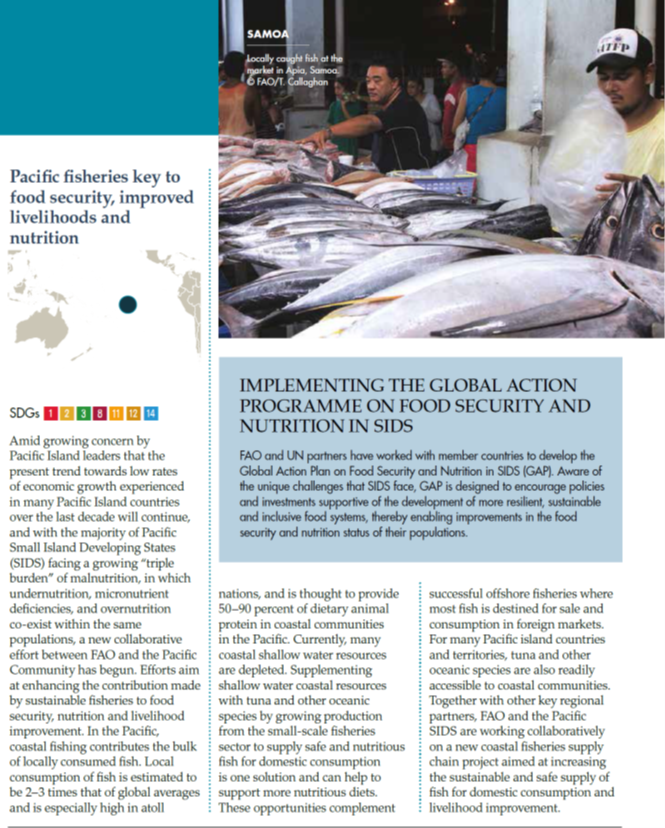 SAMOA
Locally caught fish at the
market in Apia, Samoa.
© FAO/T. Callaghan
Pacific fisheries key to
food security, improved
livelihoods and
nutrition
SDGs 1 2 3 8 11 12 14
Amid growing concern by
Pacific Island leaders that the
present trend towards low rates
of economic growth experienced
in many Pacific Island countries
over the last decade will continue,
and with the majority of Pacific
Small Island Developing States
(SIDS) facing a growing “triple
burden” of malnutrition, in which
undernutrition, micronutrient
deficiencies, and overnutrition
co-exist within the same
populations, a new collaborative
effort between FAO and the Pacific
Community has begun. Efforts aim
at enhancing the contribution made
by sustainable fisheries to food
security, nutrition and livelihood
improvement. In the Pacific,
coastal fishing contributes the bulk
of locally consumed fish. Local
consumption of fish is estimated to
be 2–3 times that of global averages
and is especially high in atoll
IMPLEMENTING THE GLOBAL ACTION
PROGRAMME ON FOOD SECURITY AND
NUTRITION IN SIDS
FAO and UN partners have worked with member countries to develop the
Global Action Plan on Food Security and Nutrition in SIDS (GAP). Aware of
the unique challenges that SIDS face, GAP is designed to encourage policies
and investments supportive of the development of more resilient, sustainable
and inclusive food systems, thereby enabling improvements in the food
security and nutrition status of their populations.
nations, and is thought to provide
50–90 percent of dietary animal
protein in coastal communities
in the Pacific. Currently, many
coastal shallow water resources
are depleted. Supplementing
shallow water coastal resources
with tuna and other oceanic
species by growing production
from the small-scale fisheries
sector to supply safe and nutritious
fish for domestic consumption
is one solution and can help to
support more nutritious diets.
These opportunities complement
successful offshore fisheries where
most fish is destined for sale and
consumption in foreign markets.
For many Pacific island countries
and territories, tuna and other
oceanic species are also readily
accessible to coastal communities.
Together with other key regional
partners, FAO and the Pacific
SIDS are working collaboratively
on a new coastal fisheries supply
chain project aimed at increasing
the sustainable and safe supply of
fish for domestic consumption and
livelihood improvement.